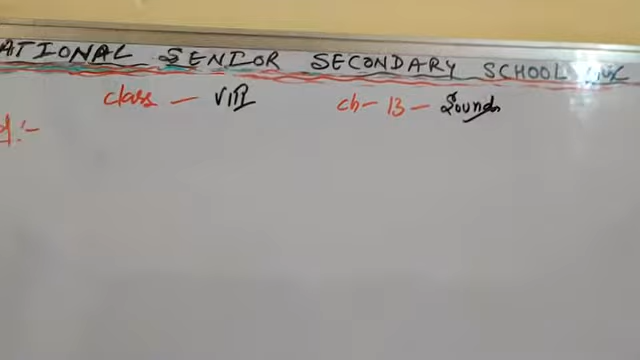 ATIONAL SENIOR SECONDARY SCHOOL
class — VIII ch - 13 - Sound